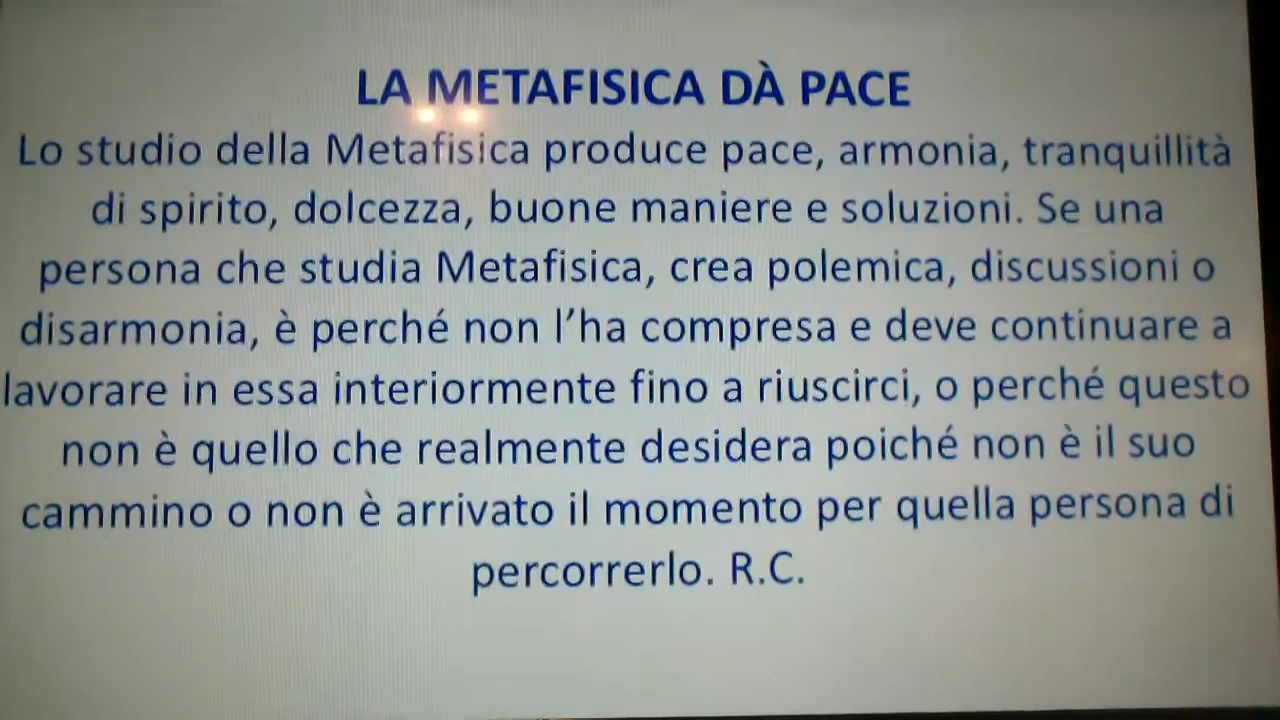 LA METAFISICA DÀ PACE
Lo studio della Metafisica produce pace, armonia, tranquillità
di spirito, dolcezza, buone maniere e soluzioni. Se una
persona che studia Metafisica, crea polemica, discussioni o
disarmonia, è perché non l’ha compresa e deve continuare a
lavorare in essa interiormente fino a riuscirci, o perché questo
non è quello che realmente desidera poiché non è il suo
cammino o non è arrivato il momento per quella persona di
percorrerlo. R.C.